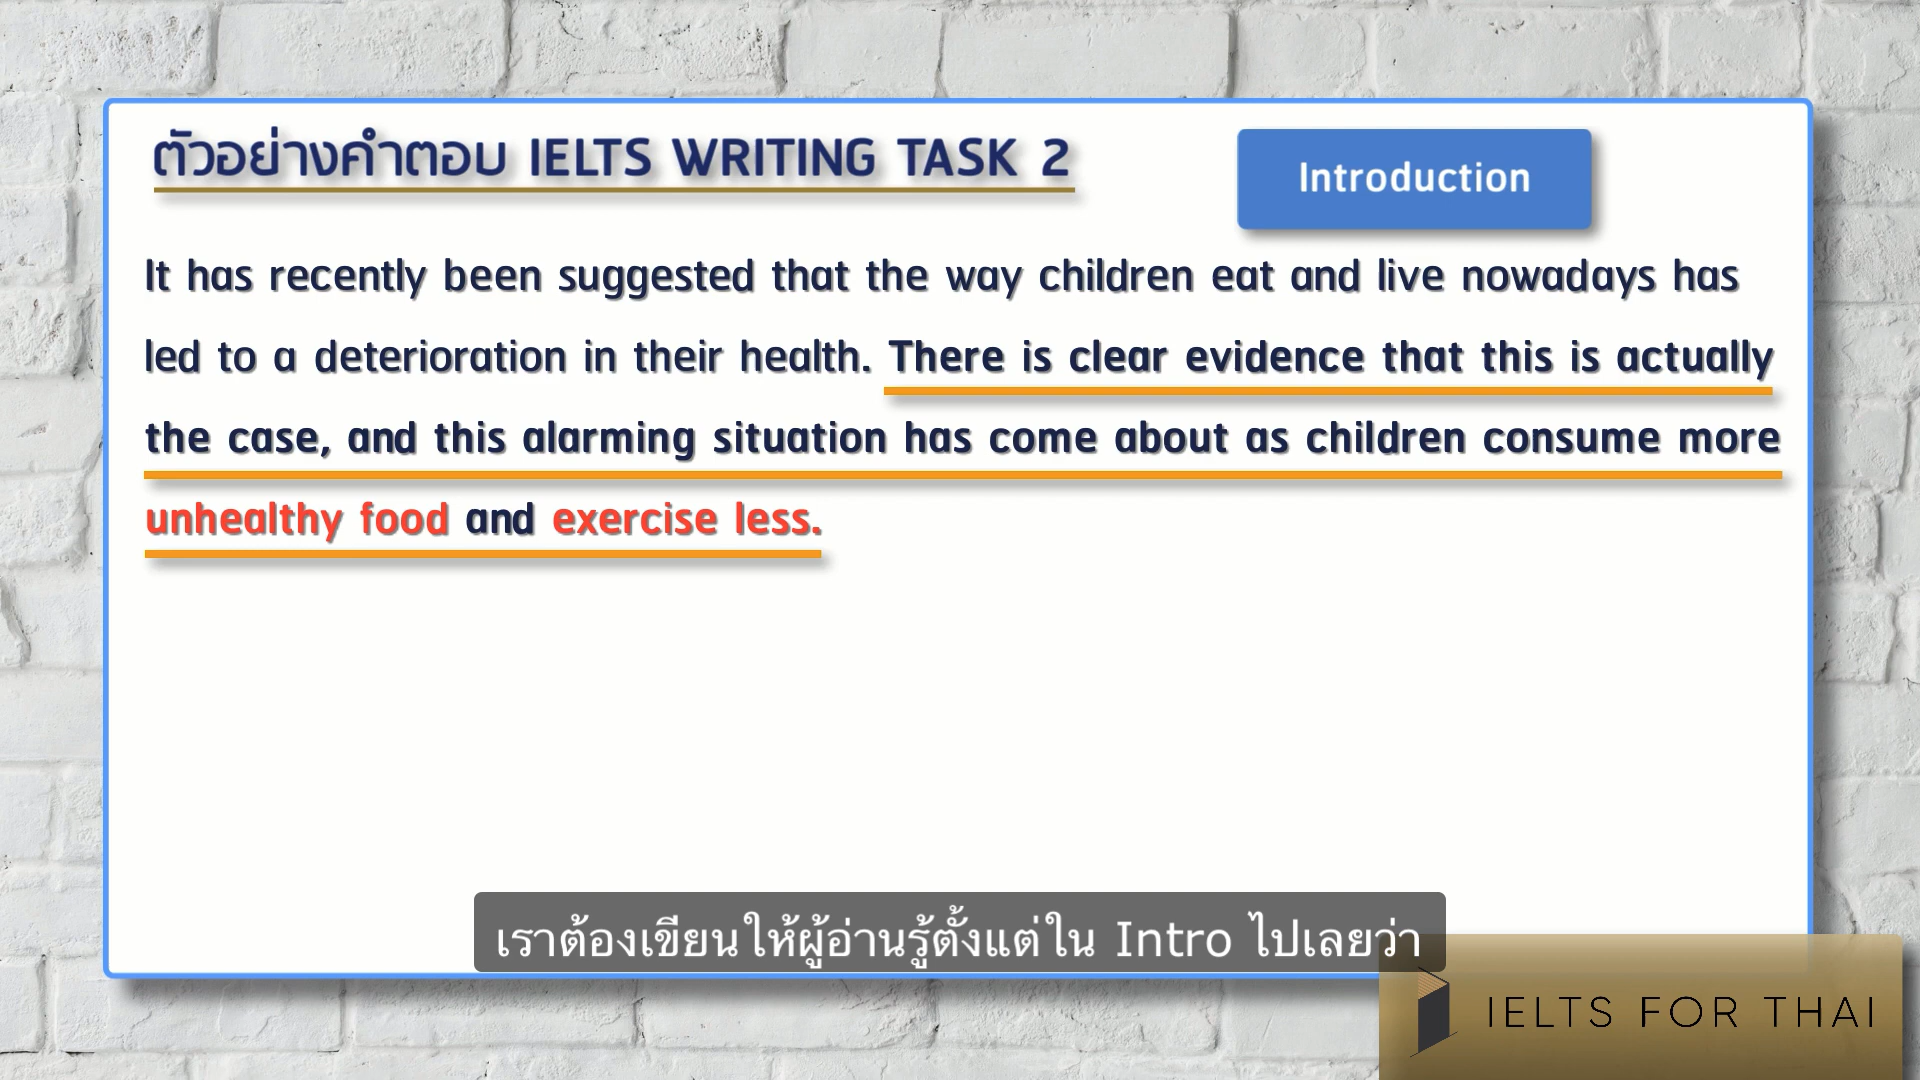 ตัวอย่างคำตอบ IELTS WRITING TASK 2
Introduction
It has recently been suggested that the way children eat and live nowadays has
led to a deterioration in their health. There is clear evidence that this is actually
the case, and this alarming situation has come about as children consume more
unhealthy food and exercise less.
เราต้องเขียนให้ผู้อ่านรู้ตั้งแต่ใน Intro ไปเลยว่า
IELTS FOR THAI